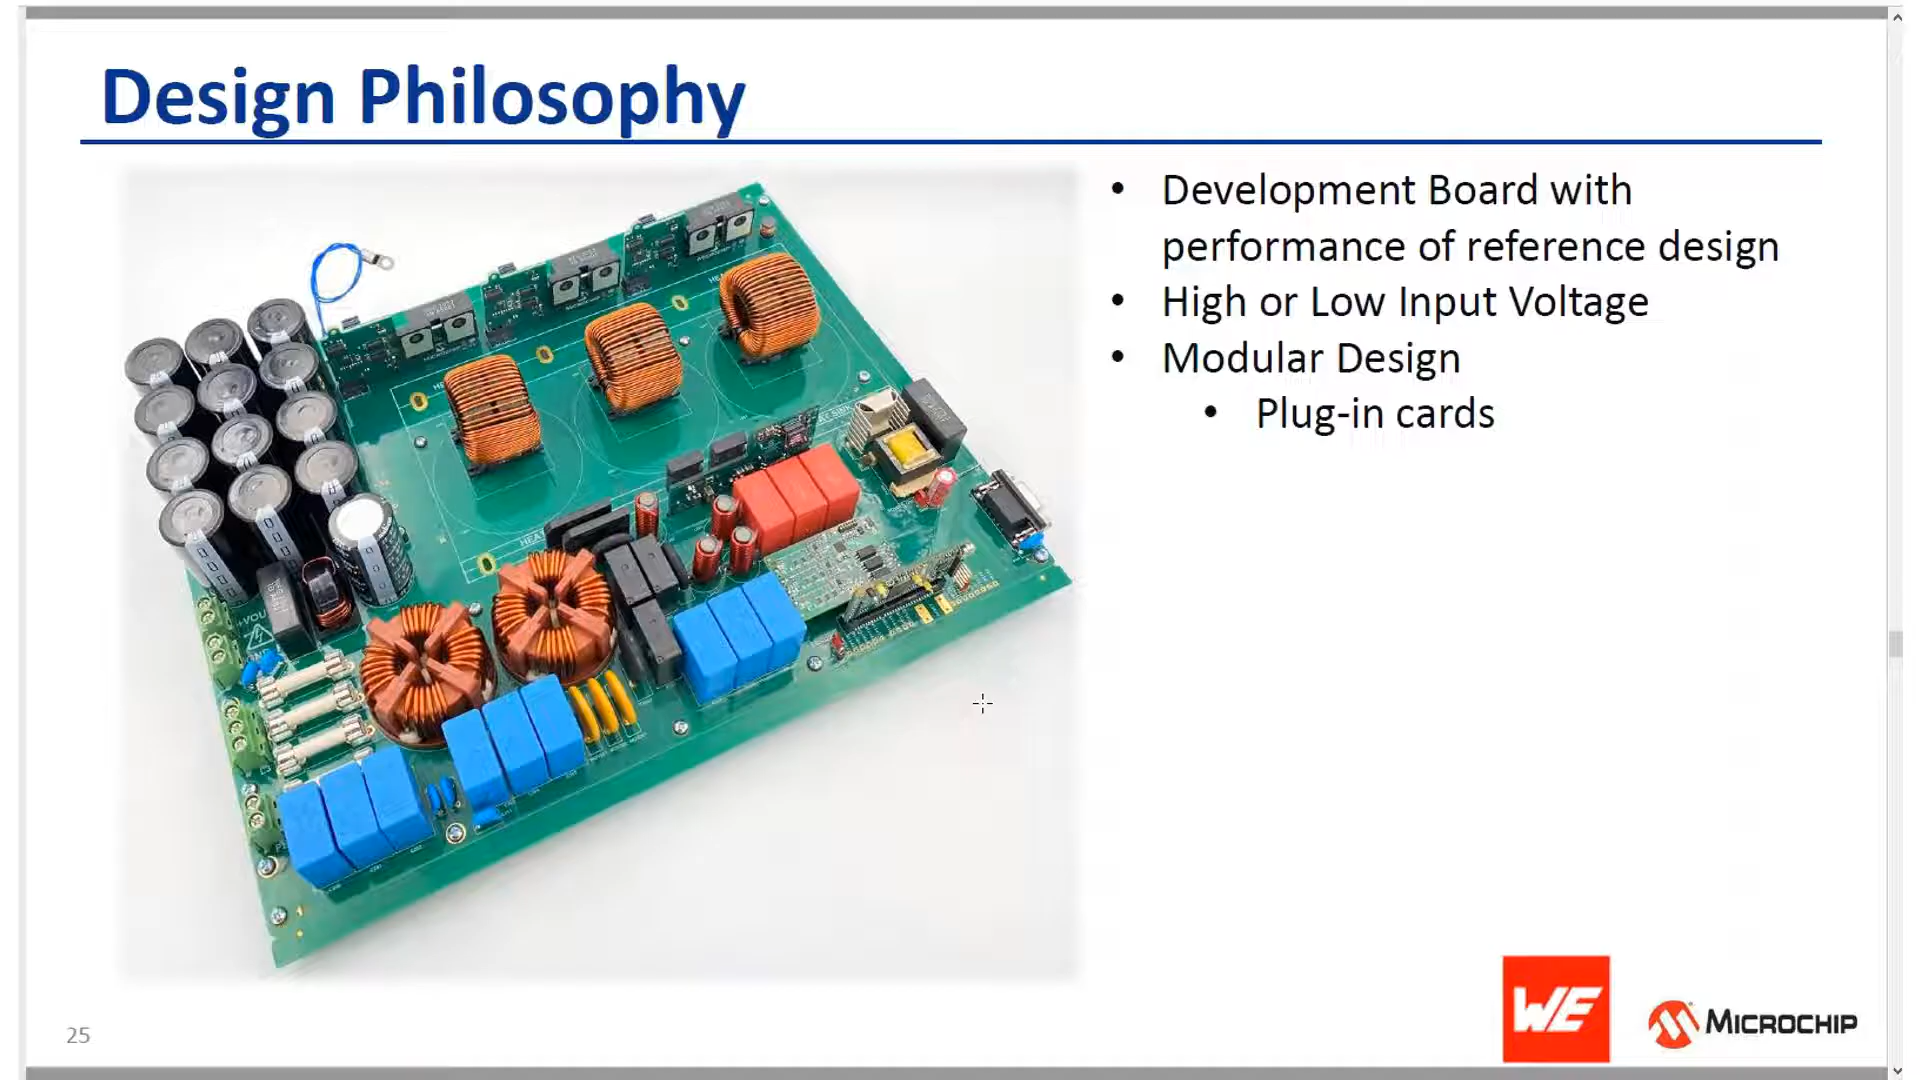 Design Philosophy
• Development Board with
performance of reference design
• High or Low Input Voltage
• Modular Design
• Plug-in cards
+VOU
25
WE
MICROCHIP